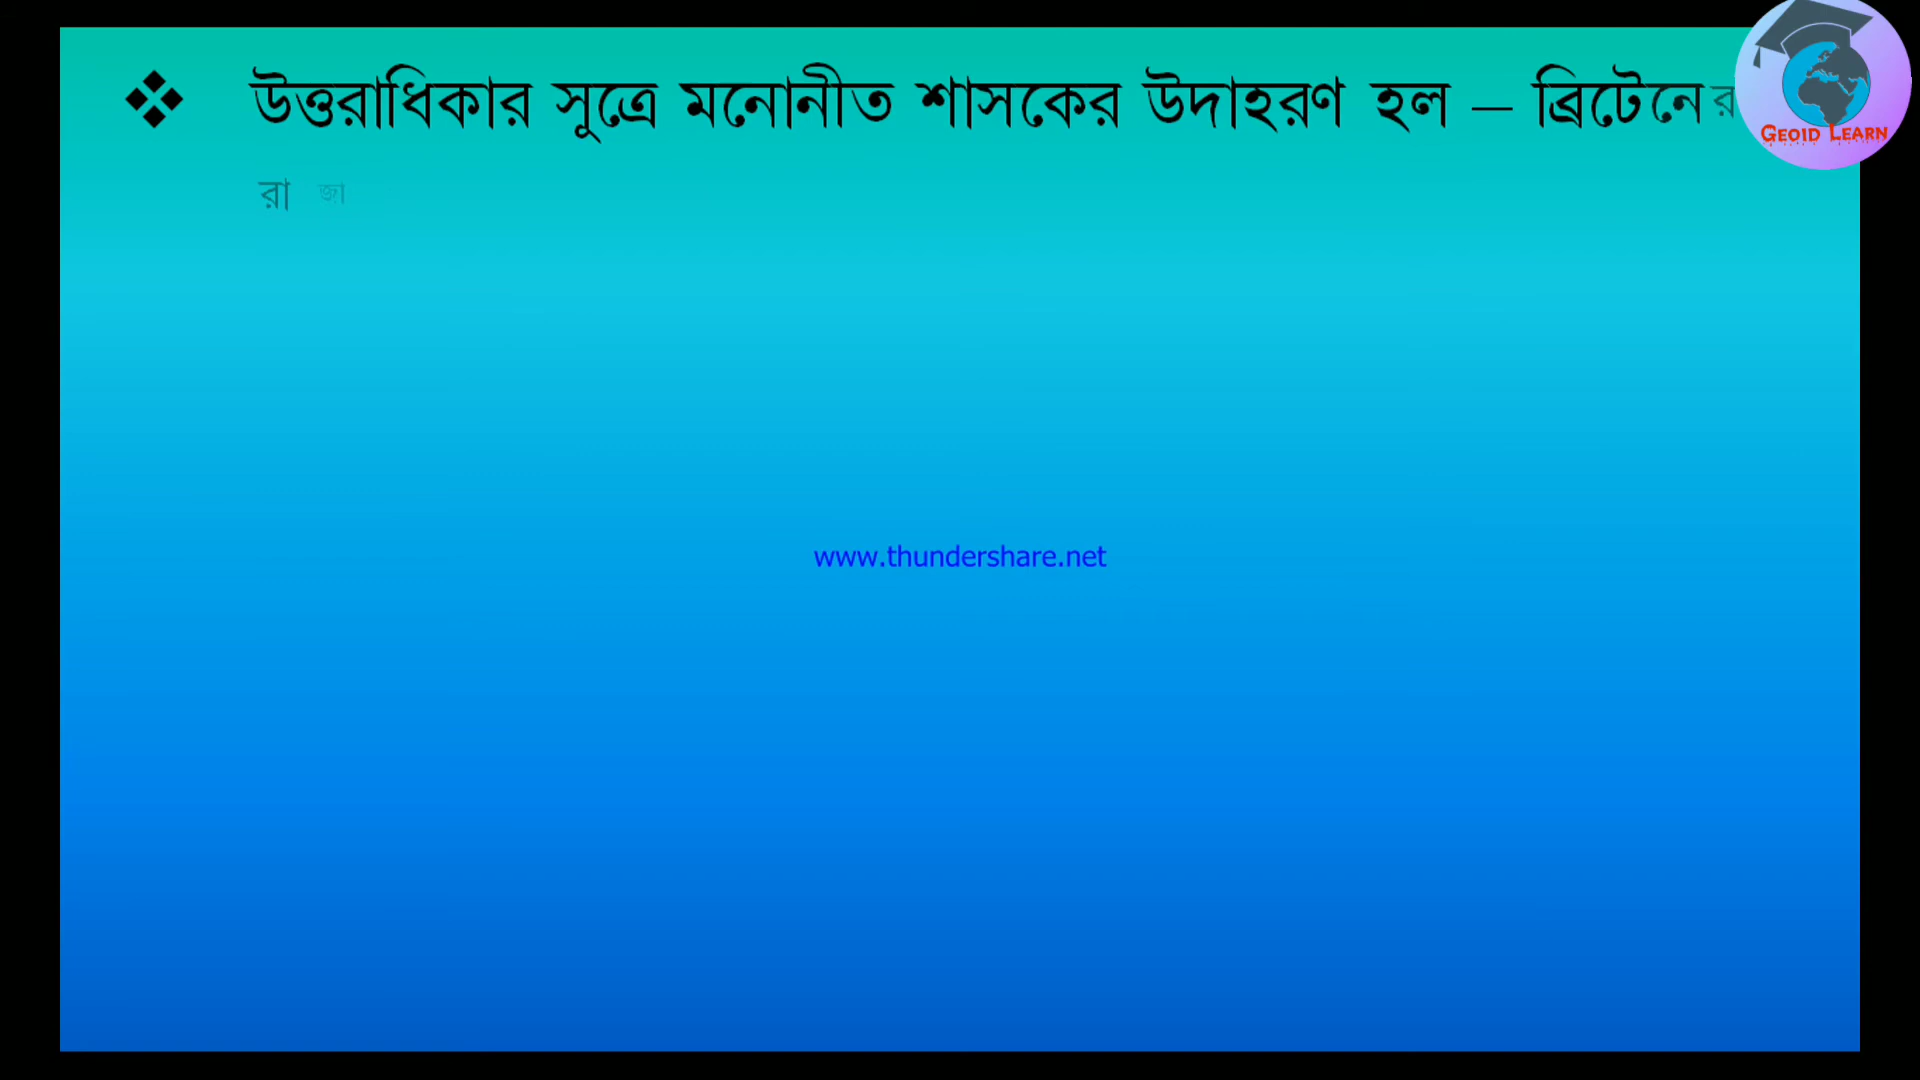 ❖ উত্তরাধিকার সূত্রে মনোনীত শাসকের উদাহরণ হল – ব্রিটেনের
রাজা
www.thundershare.net
GEOID LEARN